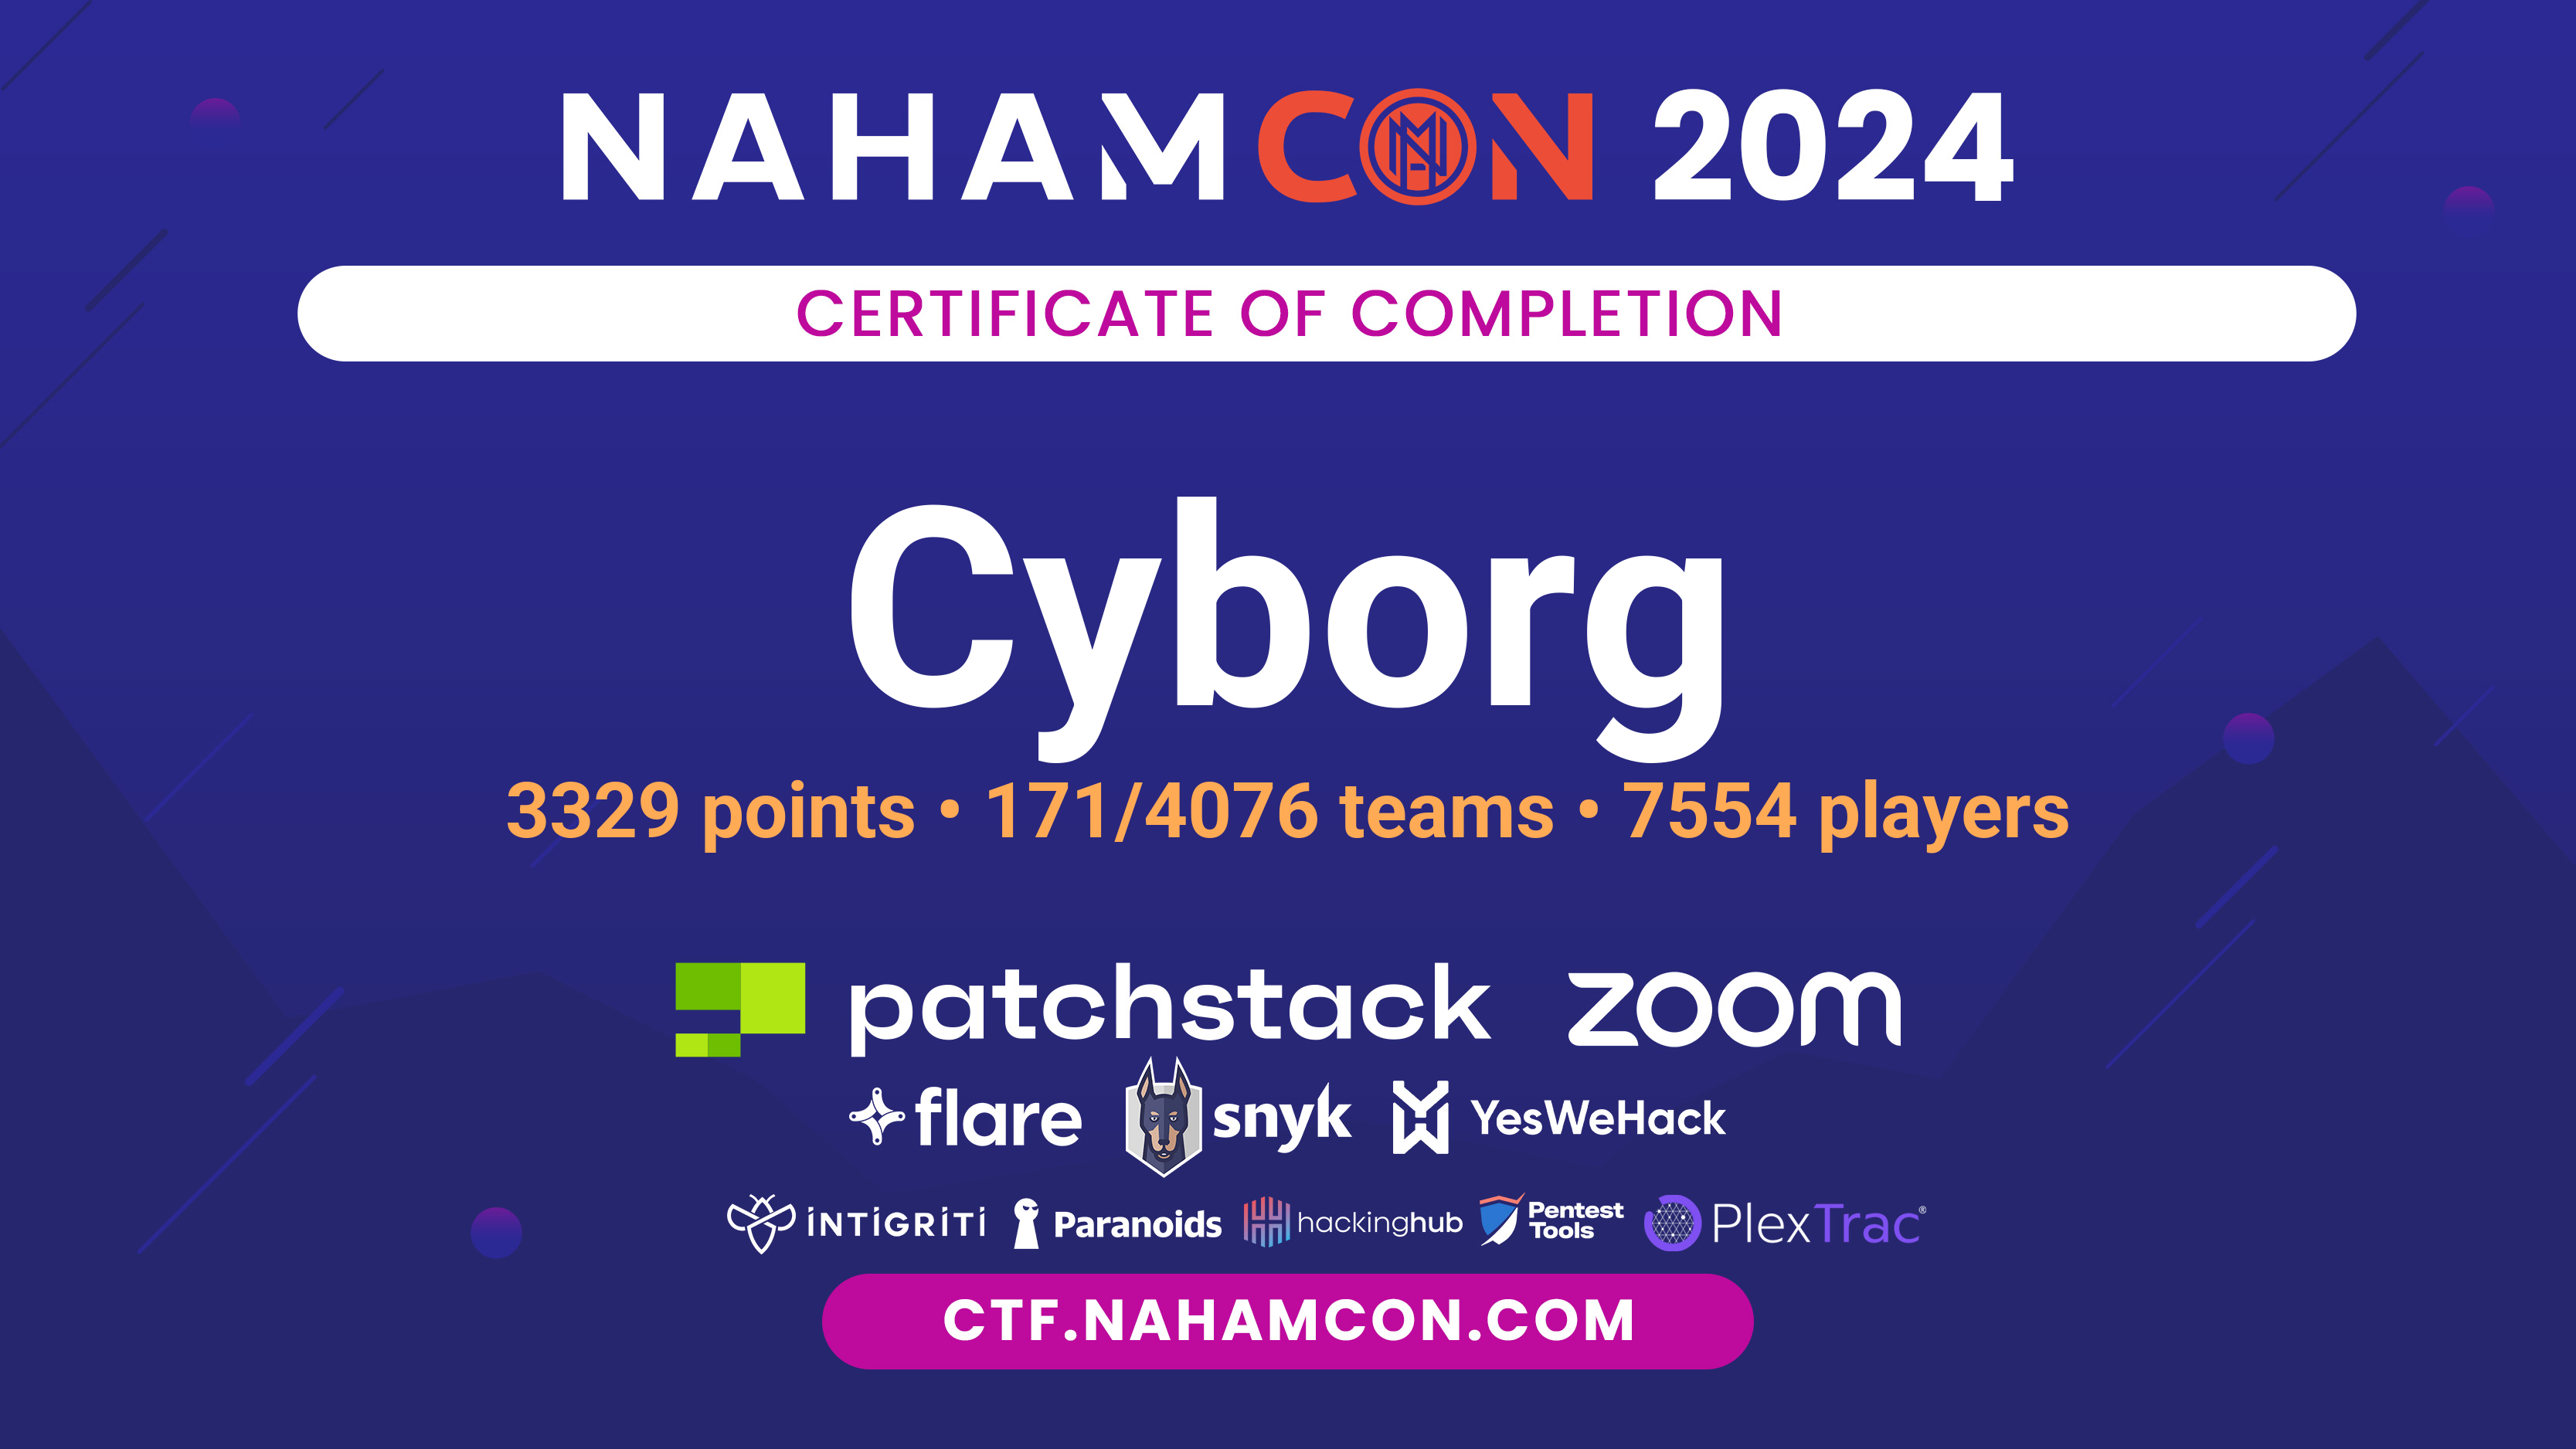 NAHAMCON 2024
CERTIFICATE OF COMPLETION
Cyborg
3329 points • 171/4076 teams • 7554 players
patchstack zoom
flare snyk YesWeHack
INTIGRITI Paranoids hackinghub Pentest Tools PlexTrac®
CTF.NAHAMCON.COM